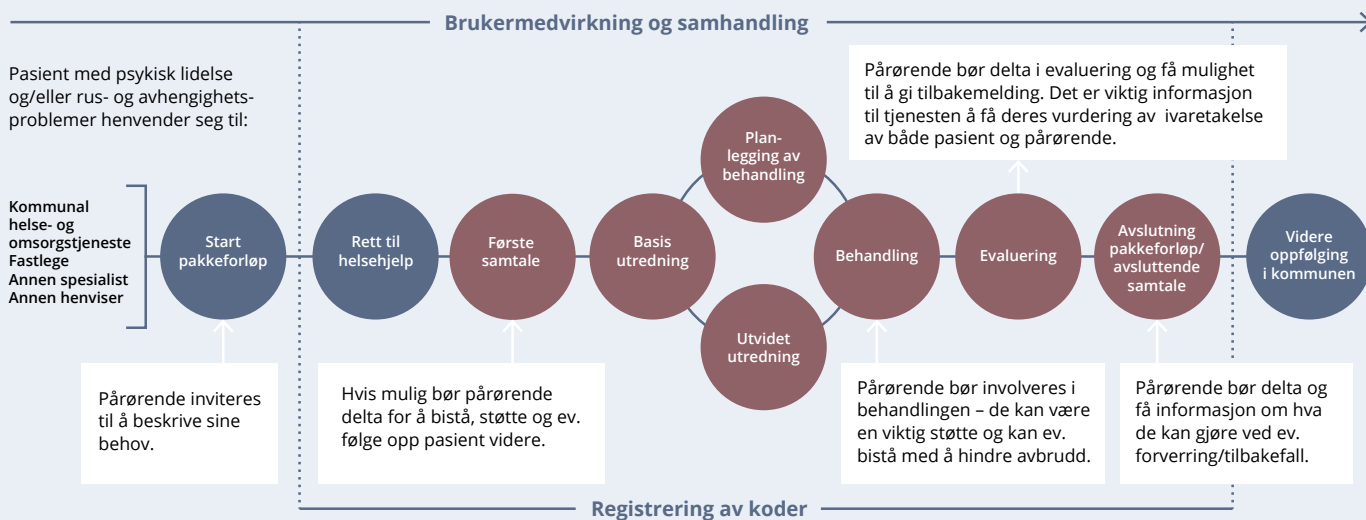 Brukermedvirkning og samhandling
Pasient med psykisk lidelse
og/eller rus- og avhengighets-
problemer henvender seg til:
Kommunal
helse- og
omsorgstjeneste
Fastlege
Annen spesialist
Annen henviser
Start
pakkeforløp
Rett til
helsehjelp
Første
samtale
Basis
utredning
Plan-
legging av
behandling
Utvidet
utredning
Behandling
Evaluering
Avslutning
pakkeforløp/
avsluttende
samtale
Videre
oppfølging
i kommunen
Pårørende bør delta i evaluering og få mulighet
til å gi tilbakemelding. Det er viktig informasjon
til tjenesten å få deres vurdering av ivaretakelse
av både pasient og pårørende.
Pårørende inviteres
til å beskrive sine
behov.
Hvis mulig bør pårørende
delta for å bistå, støtte og ev.
følge opp pasient videre.
Pårørende bør involveres i
behandlingen – de kan være
en viktig støtte og kan ev.
bistå med å hindre avbrudd.
Pårørende bør delta og
få informasjon om hva
de kan gjøre ved ev.
forverring/tilbakefall.
Registrering av koder